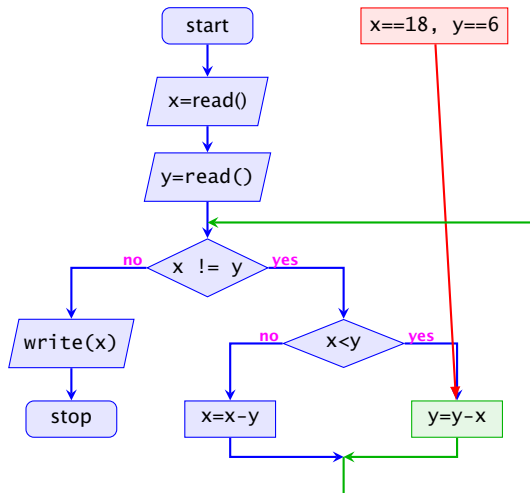 start
x==18, y==6
x=read()
y=read()
x != y
no
yes
write(x)
x<y
no
yes
stop
x=x-y
y=y-x